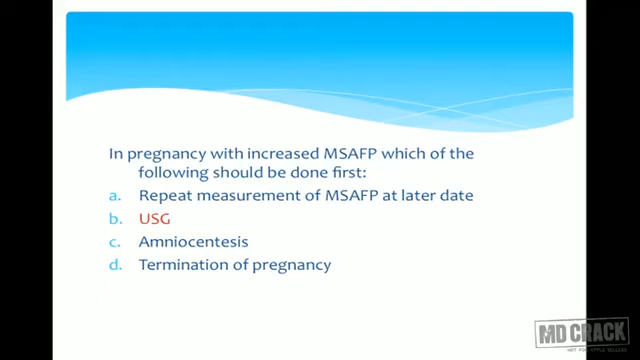 In pregnancy with increased MSAFP which of the
following should be done first:
a. Repeat measurement of MSAFP at later date
b. USG
c. Amniocentesis
d. Termination of pregnancy
MD CRACK